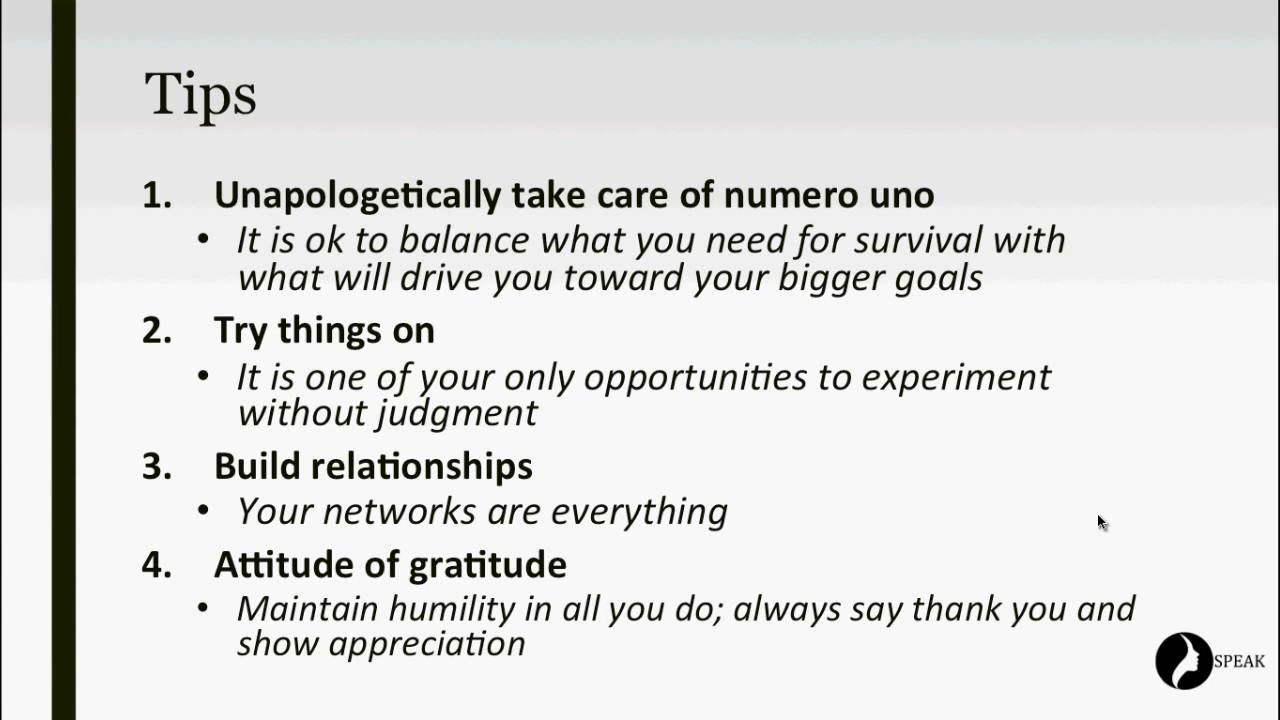 Tips
1. Unapologetically take care of numero uno
• It is ok to balance what you need for survival with
what will drive you toward your bigger goals
2. Try things on
• It is one of your only opportunities to experiment
without judgment
3. Build relationships
• Your networks are everything
4. Attitude of gratitude
• Maintain humility in all you do; always say thank you and
show appreciation
SPEAK